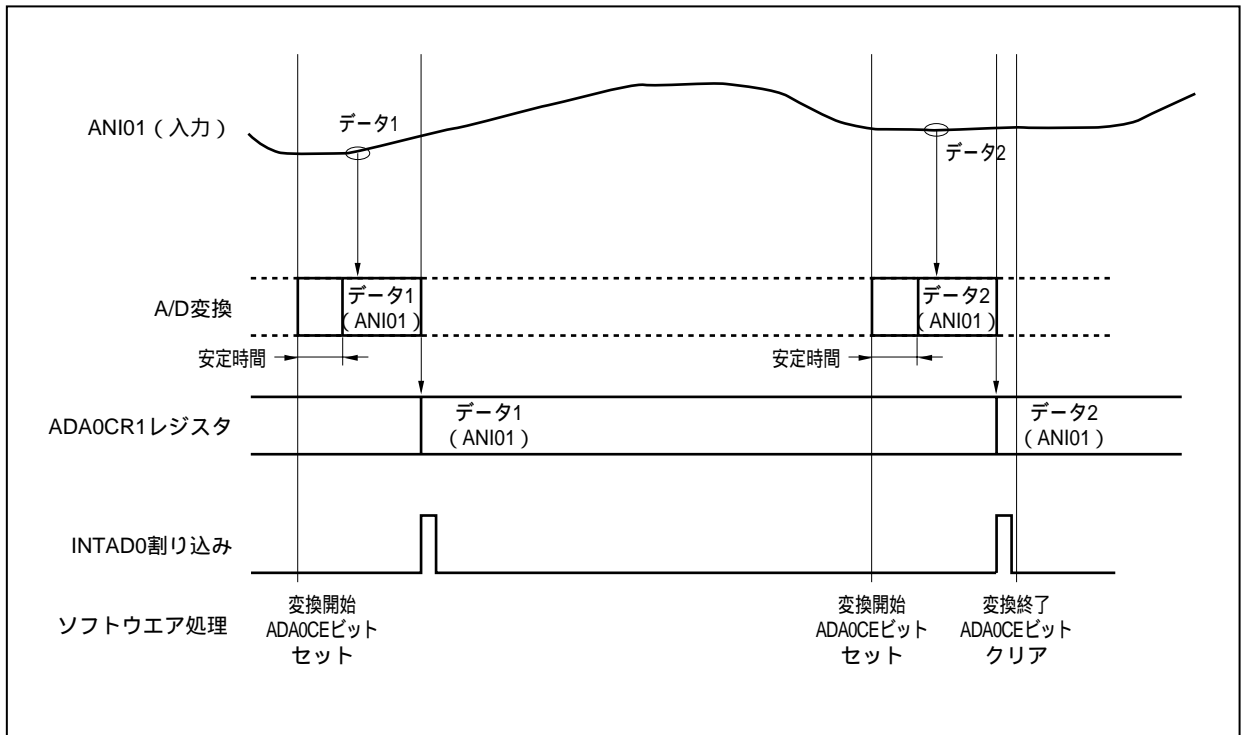 ANI01（入力）
データ1
データ2
A/D変換
データ1
（ANI01）
データ2
（ANI01）
安定時間
安定時間
ADA0CR1レジスタ
データ1
（ANI01）
データ2
（ANI01）
INTAD0割り込み
ソフトウエア処理
変換開始
ADA0CEビット
セット
変換開始
ADA0CEビット
セット
変換終了
ADA0CEビット
クリア